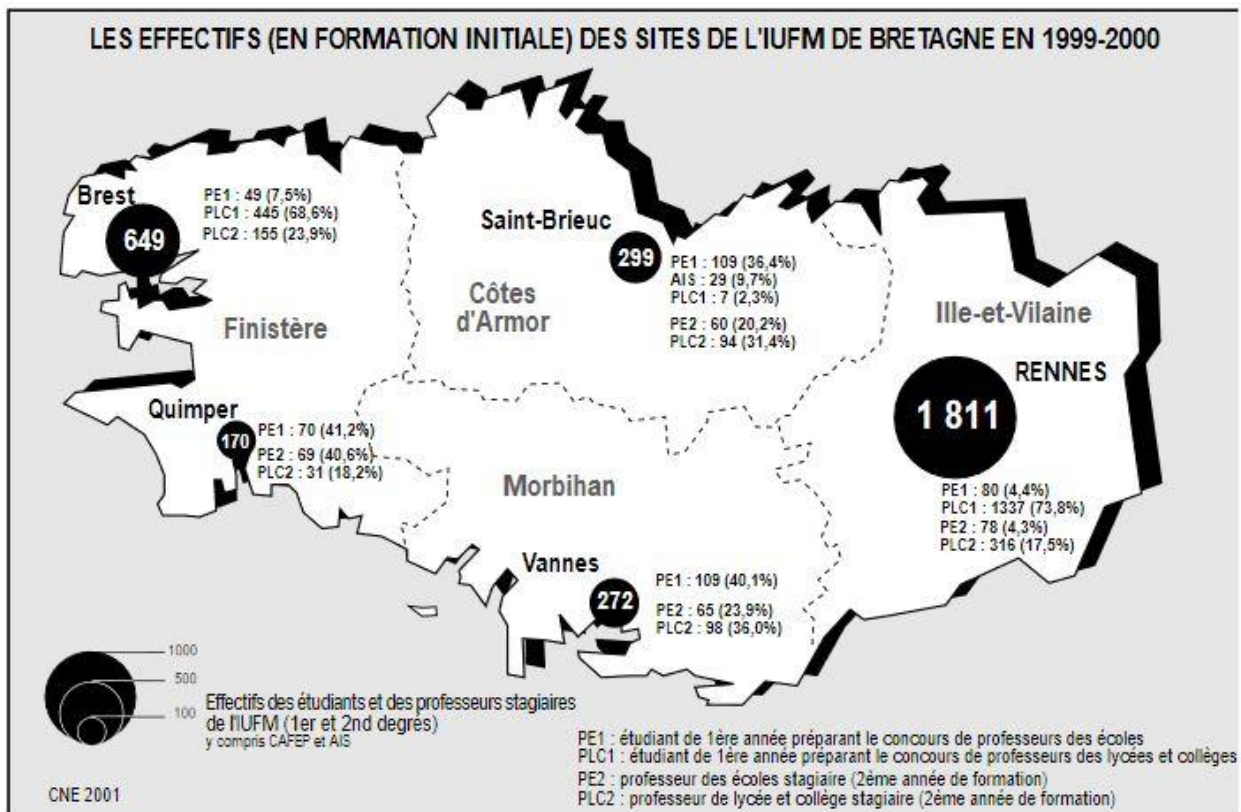 LES EFFECTIFS (EN FORMATION INITIALE) DES SITES DE L'IUFM DE BRETAGNE EN 1999-2000
Brest
649
PE1 : 49 (7,5%)
PLC1 : 445 (68,6%)
PLC2 : 155 (23,9%)
Finistère
Saint-Brieuc
299
PE1 : 109 (36,4%)
AIS : 29 (9,7%)
PLC1 : 7 (2,3%)
PE2 : 60 (20,2%)
PLC2 : 94 (31,4%)
Côtes
d'Armor
Ille-et-Vilaine
RENNES
1 811
PE1 : 80 (4,4%)
PLC1 : 1337 (73,8%)
PE2 : 78 (4,3%)
PLC2 : 316 (17,5%)
Quimper
170
PE1 : 70 (41,2%)
PE2 : 69 (40,6%)
PLC2 : 31 (18,2%)
Morbihan
Vannes
272
PE1 : 109 (40,1%)
PE2 : 65 (23,9%)
PLC2 : 98 (36,0%)
1000
500
100
Effectifs des étudiants et des professeurs stagiaires
de l'IUFM (1er et 2nd degrés)
y compris CAFEP et AIS
PE1 : étudiant de 1ère année préparant le concours de professeurs des écoles
PLC1 : étudiant de 1ère année préparant le concours de professeurs des lycées et collèges
PE2 : professeur des écoles stagiaire (2ème année de formation)
PLC2 : professeur de lycée et collège stagiaire (2ème année de formation)
CNE 2001